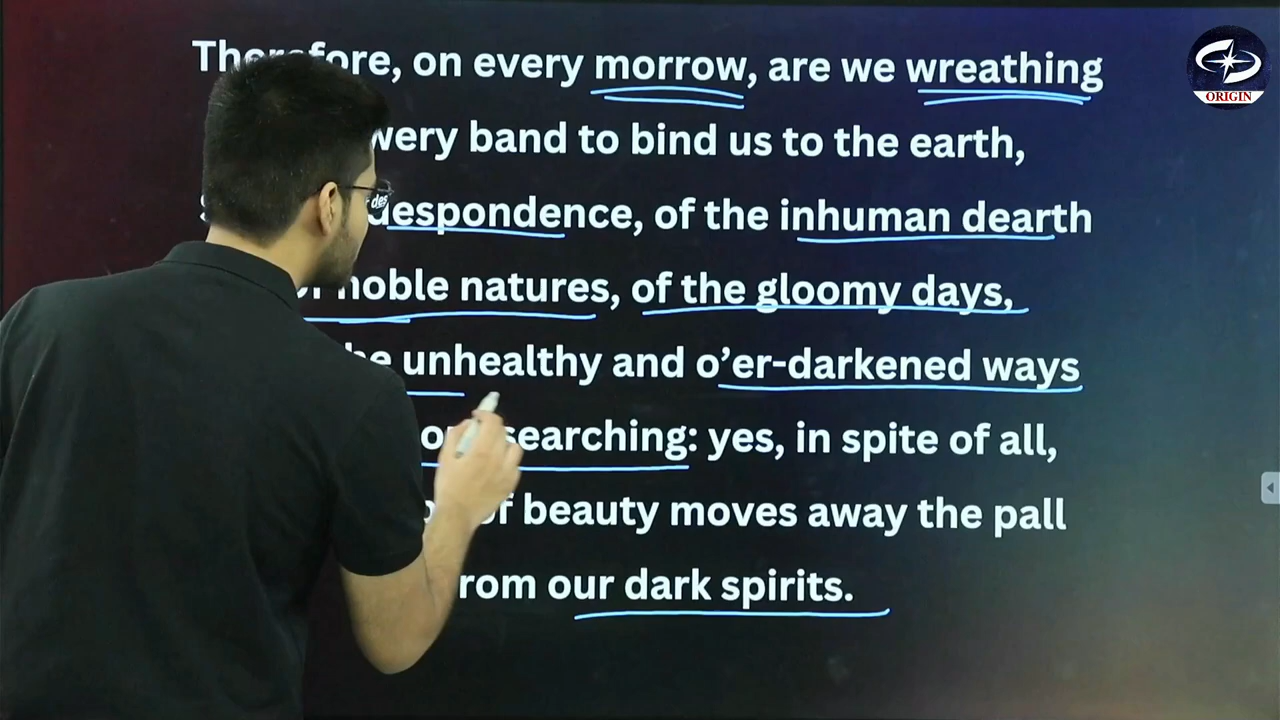 Therefore, on every morrow, are we wreathing
band to bind us to the earth,
despondence, of the inhuman dearth
noble natures, of the gloomy days,
unhealthy and o’er-darkened ways
searching: yes, in spite of all,
of beauty moves away the pall
our dark spirits.
ORIGIN